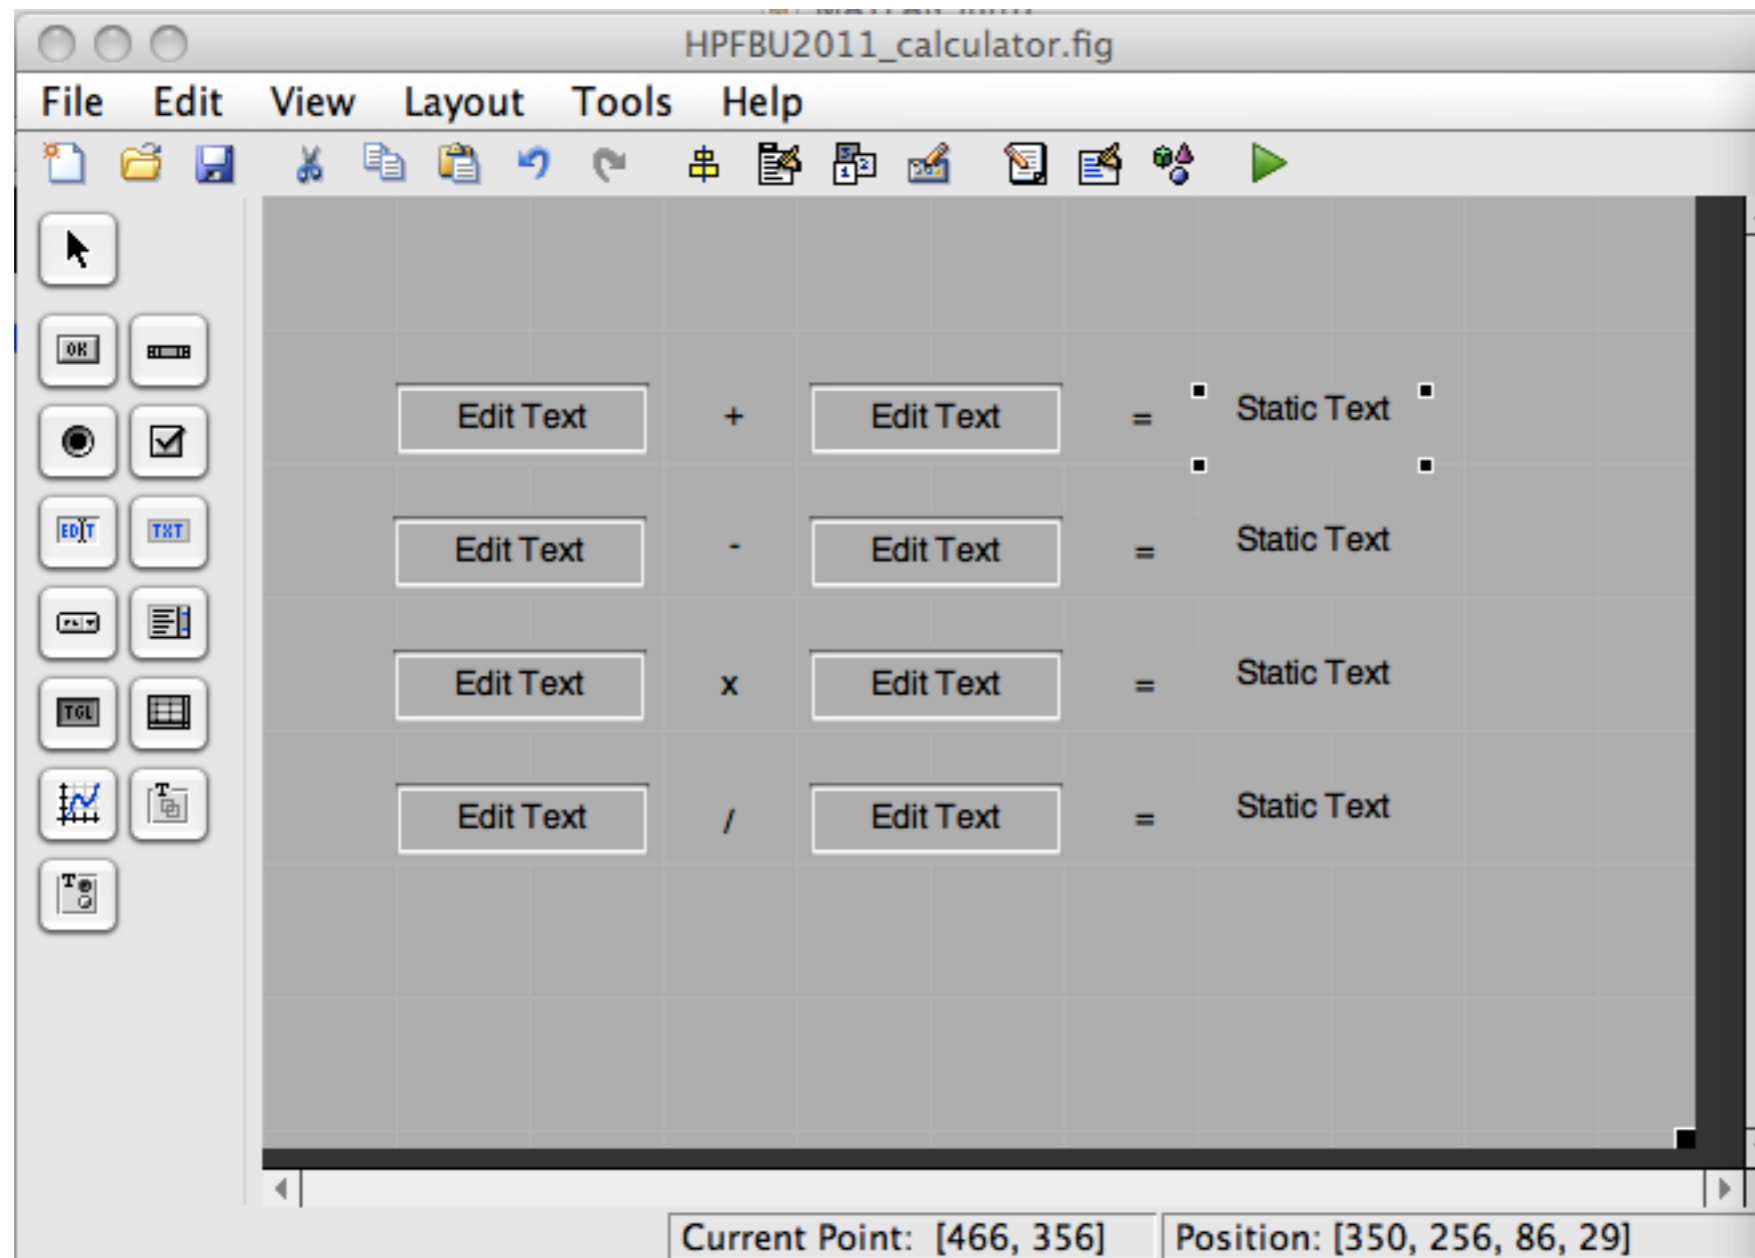 HPFBU2011_calculator.fig
File Edit View Layout Tools Help
OK
Edit Text + Edit Text = Static Text
EDIT TXT
Edit Text - Edit Text = Static Text
Edit Text x Edit Text = Static Text
TGL
Edit Text / Edit Text = Static Text
Current Point: [466, 356] Position: [350, 256, 86, 29]